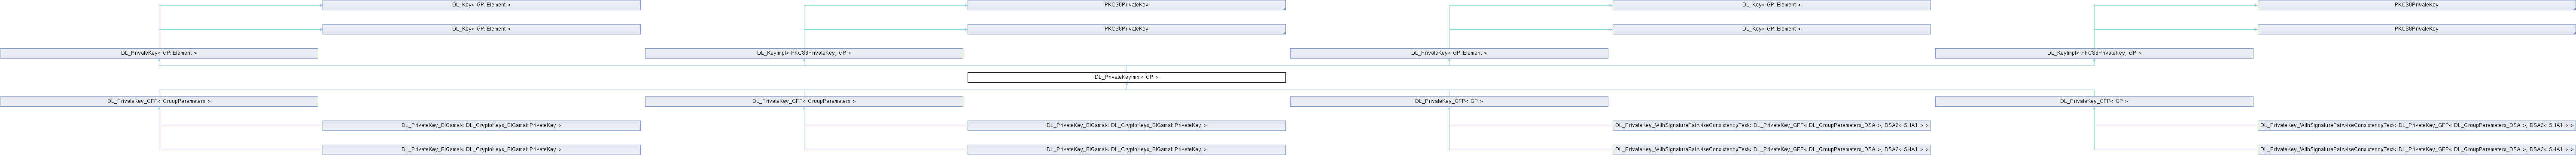 DL_Key< GP::Element >
PKCS8PrivateKey
DL_Key< GP::Element >
PKCS8PrivateKey
DL_Key< GP::Element >
PKCS8PrivateKey
DL_Key< GP::Element >
PKCS8PrivateKey
DL_PrivateKey< GP::Element >
DL_KeyImpl< PKCS8PrivateKey, GP >
DL_PrivateKey< GP::Element >
DL_KeyImpl< PKCS8PrivateKey, GP >
DL_PrivateKeyImpl< GP >
DL_PrivateKey_GFP< GroupParameters >
DL_PrivateKey_GFP< GroupParameters >
DL_PrivateKey_GFP< GP >
DL_PrivateKey_GFP< GP >
DL_PrivateKey_ElGamal< DL_CryptoKeys_ElGamal::PrivateKey >
DL_PrivateKey_ElGamal< DL_CryptoKeys_ElGamal::PrivateKey >
DL_PrivateKey_WithSignaturePairwiseConsistencyTest< DL_PrivateKey_GFP< DL_GroupParameters_DSA >, DSA2< SHA1 > >
DL_PrivateKey_WithSignaturePairwiseConsistencyTest< DL_PrivateKey_GFP< DL_GroupParameters_DSA >, DSA2< SHA1 > >
DL_PrivateKey_ElGamal< DL_CryptoKeys_ElGamal::PrivateKey >
DL_PrivateKey_ElGamal< DL_CryptoKeys_ElGamal::PrivateKey >
DL_PrivateKey_WithSignaturePairwiseConsistencyTest< DL_PrivateKey_GFP< DL_GroupParameters_DSA >, DSA2< SHA1 > >
DL_PrivateKey_WithSignaturePairwiseConsistencyTest< DL_PrivateKey_GFP< DL_GroupParameters_DSA >, DSA2< SHA1 > >